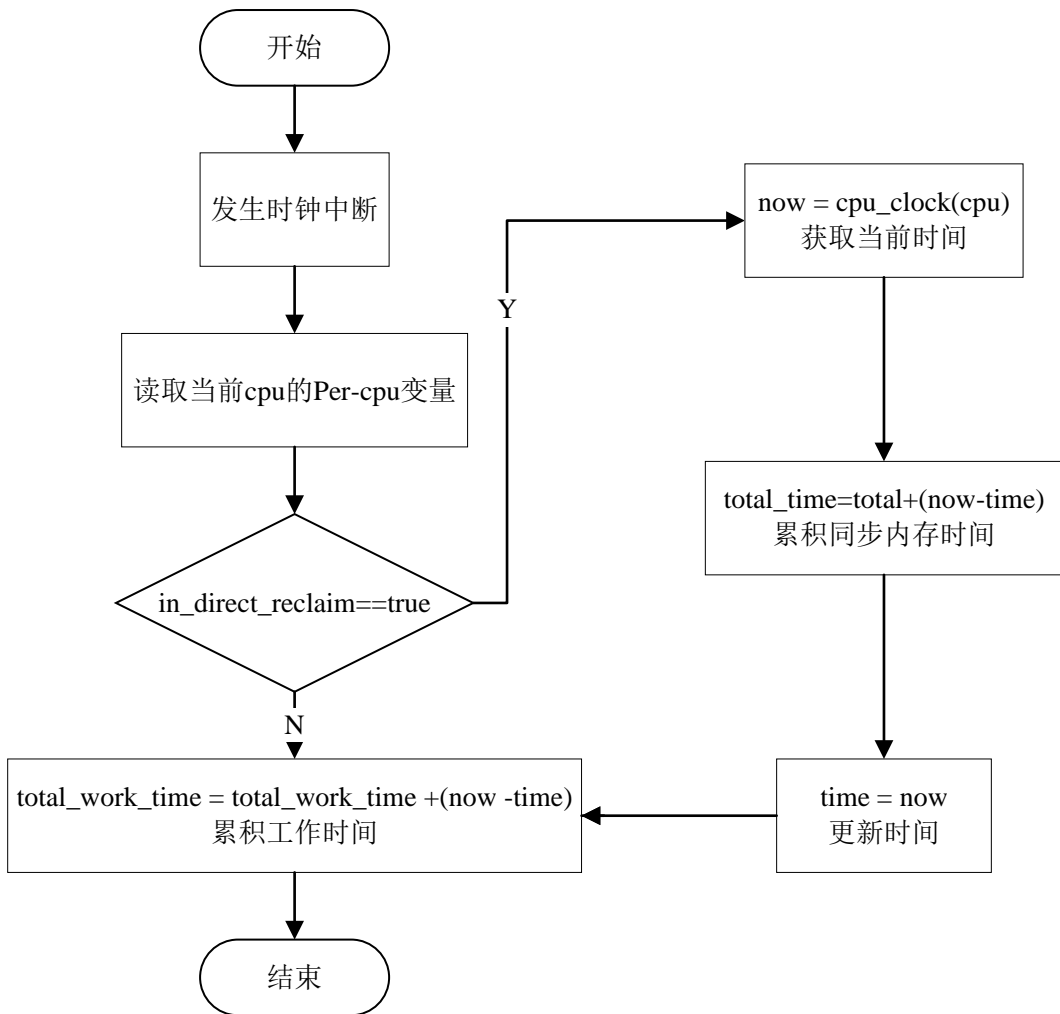 开始
发生时钟中断
读取当前cpu的Per-cpu变量
in_direct_reclaim==true
Y
now = cpu_clock(cpu)
获取当前时间
total_time=total+(now-time)
累积同步内存时间
time = now
更新时间
N
total_work_time = total_work_time +(now -time)
累积工作时间
结束